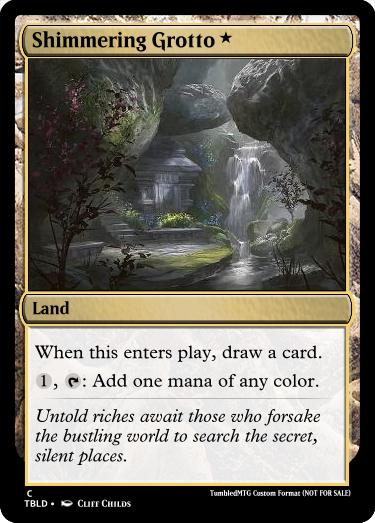 Shimmering Grotto ★
Land
When this enters play, draw a card.
1, T: Add one mana of any color.
Untold riches await those who forsake
the bustling world to search the secret,
silent places.
C
TBLD • Cliff Childs
TumbledMTG Custom Format (NOT FOR SALE)